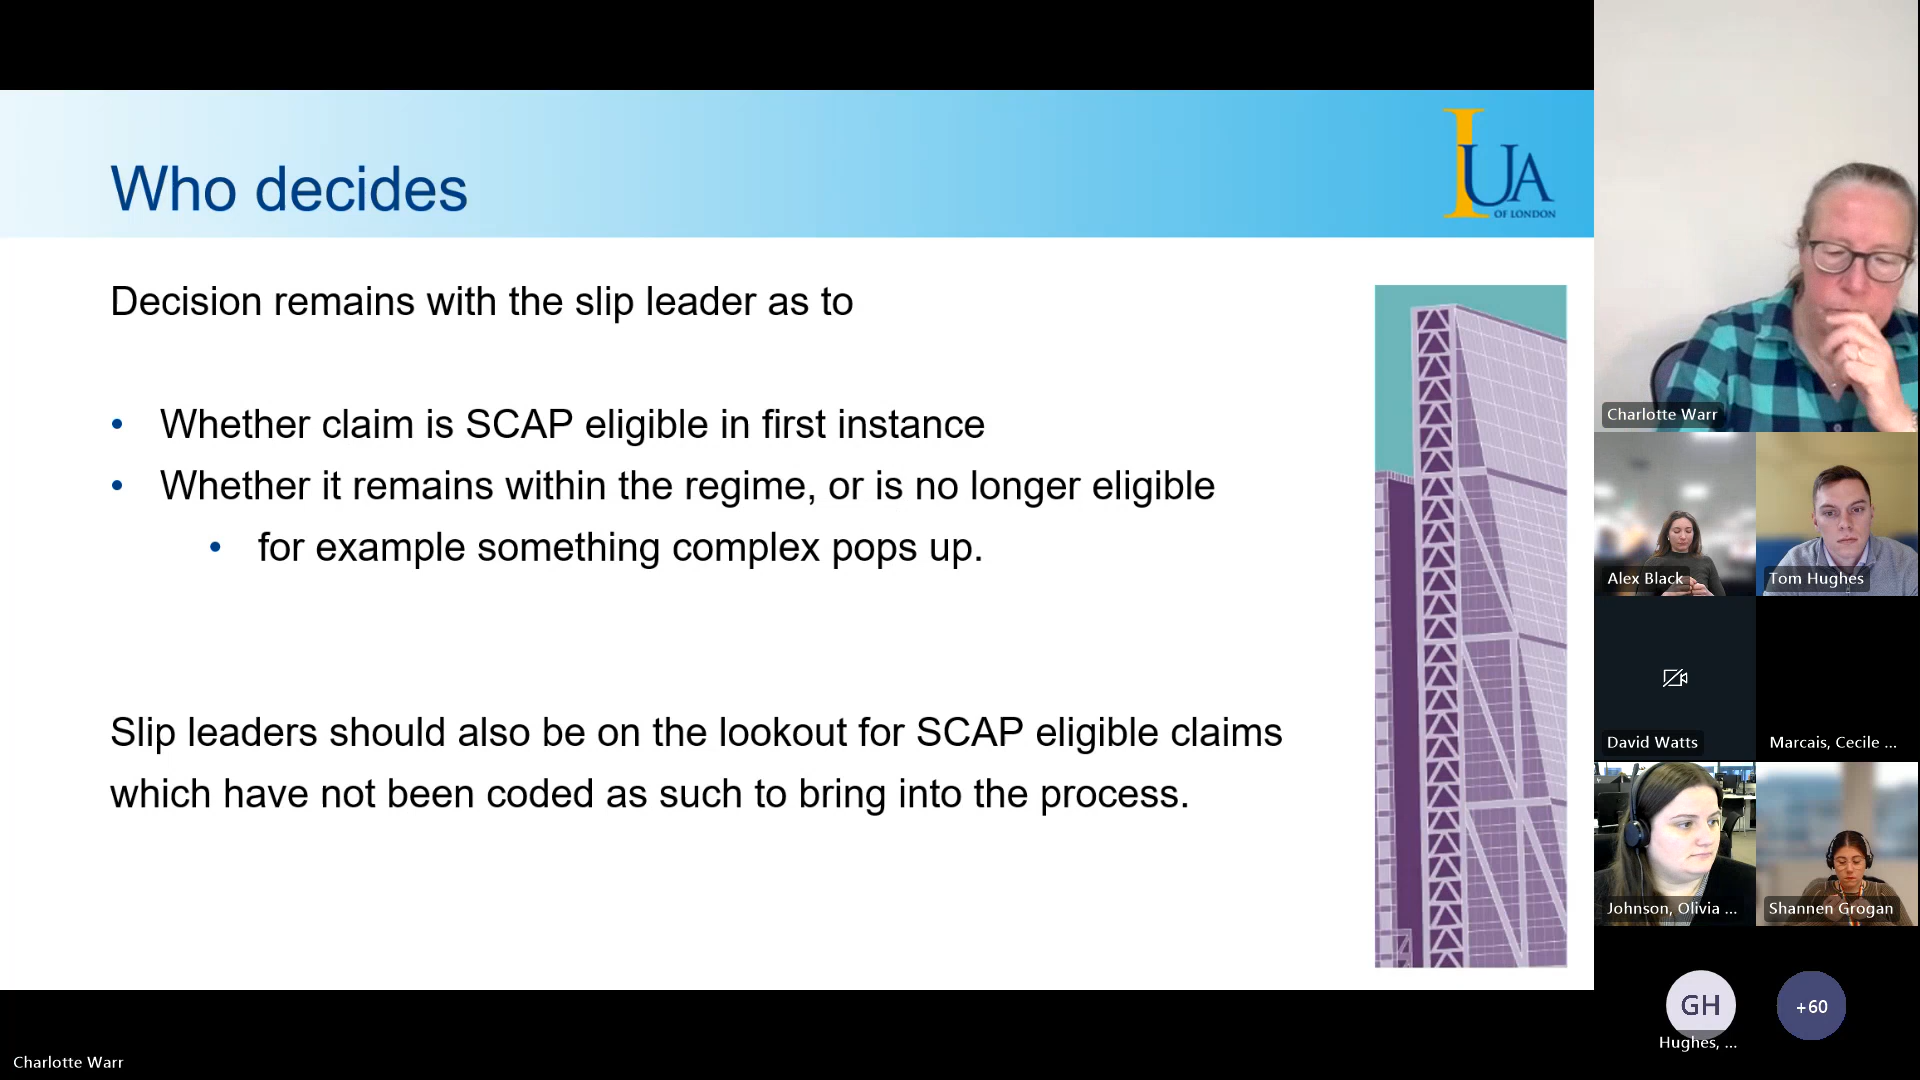 Who decides
IUA
OF LONDON
Decision remains with the slip leader as to
• Whether claim is SCAP eligible in first instance
• Whether it remains within the regime, or is no longer eligible
• for example something complex pops up.
Slip leaders should also be on the lookout for SCAP eligible claims
which have not been coded as such to bring into the process.
Charlotte Warr
Alex Black
Tom Hughes
David Watts
Marcais, Cecile ...
Johnson, Olivia ...
Shannen Grogan
GH
+60
Hughes, ...
Charlotte Warr